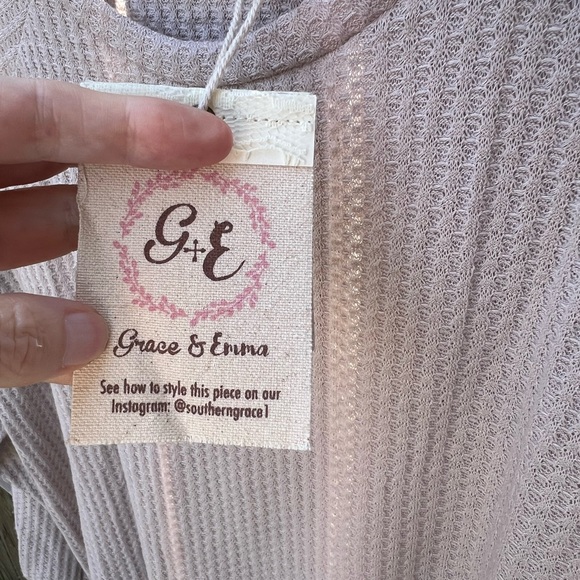 G+E
Grace & Emma
See how to style this piece on our
Instagram: @southerngrace1